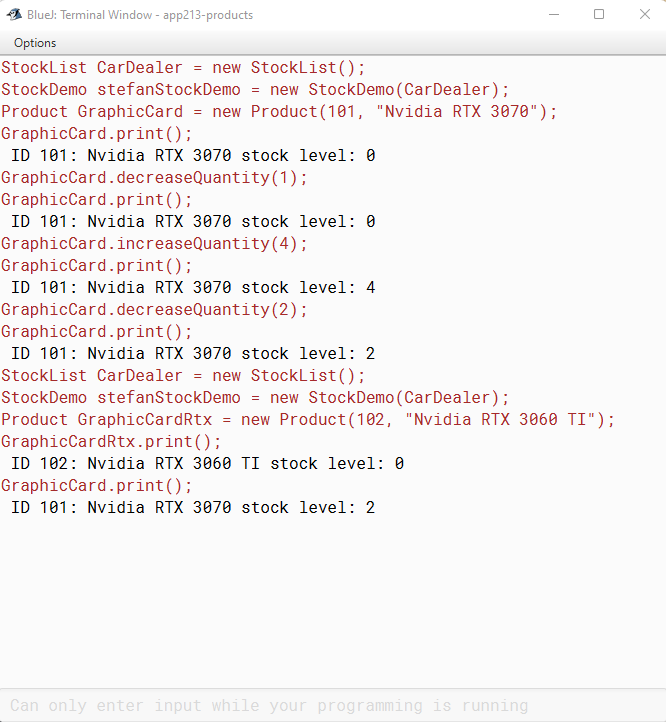 BlueJ: Terminal Window - app213-products
Options
StockList CarDealer = new StockList();
StockDemo stefanStockDemo = new StockDemo(CarDealer);
Product GraphicCard = new Product(101, "Nvidia RTX 3070");
GraphicCard.print();
ID 101: Nvidia RTX 3070 stock level: 0
GraphicCard.decreaseQuantity(1);
GraphicCard.print();
ID 101: Nvidia RTX 3070 stock level: 0
GraphicCard.increaseQuantity(4);
GraphicCard.print();
ID 101: Nvidia RTX 3070 stock level: 4
GraphicCard.decreaseQuantity(2);
GraphicCard.print();
ID 101: Nvidia RTX 3070 stock level: 2
StockList CarDealer = new StockList();
StockDemo stefanStockDemo = new StockDemo(CarDealer);
Product GraphicCardRtx = new Product(102, "Nvidia RTX 3060 TI");
GraphicCardRtx.print();
ID 102: Nvidia RTX 3060 TI stock level: 0
GraphicCard.print();
ID 101: Nvidia RTX 3070 stock level: 2
Can only enter input while your programming is running